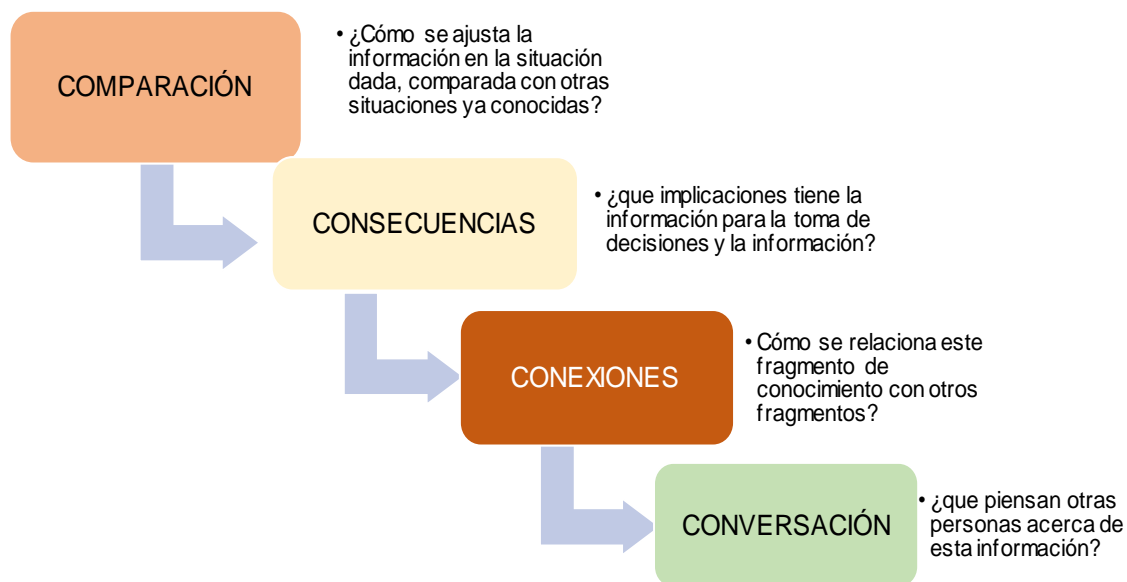 COMPARACIÓN
• ¿Cómo se ajusta la
información en la situación
dada, comparada con otras
situaciones ya conocidas?
CONSECUENCIAS
• ¿que implicaciones tiene la
información para la toma de
decisiones y la información?
CONEXIONES
• Cómo se relaciona este
fragmento de
conocimiento con otros
fragmentos?
CONVERSACIÓN
• ¿que piensan otras
personas acerca de
esta información?